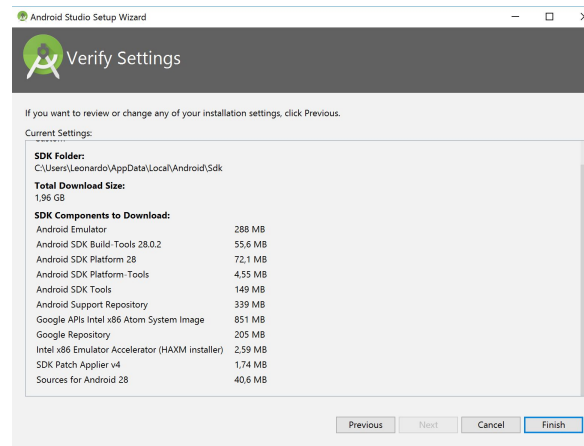 Android Studio Setup Wizard
Verify Settings
If you want to review or change any of your installation settings, click Previous.
Current Settings:
SDK Folder:
C:\Users\Leonardo\AppData\Local\Android\Sdk
Total Download Size:
1,96 GB
SDK Components to Download:
Android Emulator 288 MB
Android SDK Build-Tools 28.0.2 55,6 MB
Android SDK Platform 28 72,1 MB
Android SDK Platform-Tools 4,55 MB
Android SDK Tools 149 MB
Android Support Repository 339 MB
Google APIs Intel x86 Atom System Image 851 MB
Google Repository 205 MB
Intel x86 Emulator Accelerator (HAXM installer) 2,59 MB
SDK Patch Applier v4 1,74 MB
Sources for Android 28 40,6 MB
Previous Next Cancel Finish